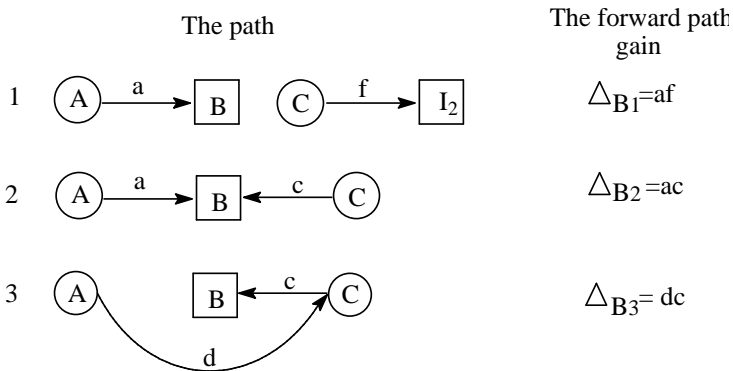 The path
The forward path
gain
1 A a B C f I₂ △B1=af
2 A a B c C △B2=ac
3 A B c C △B3= dc
d